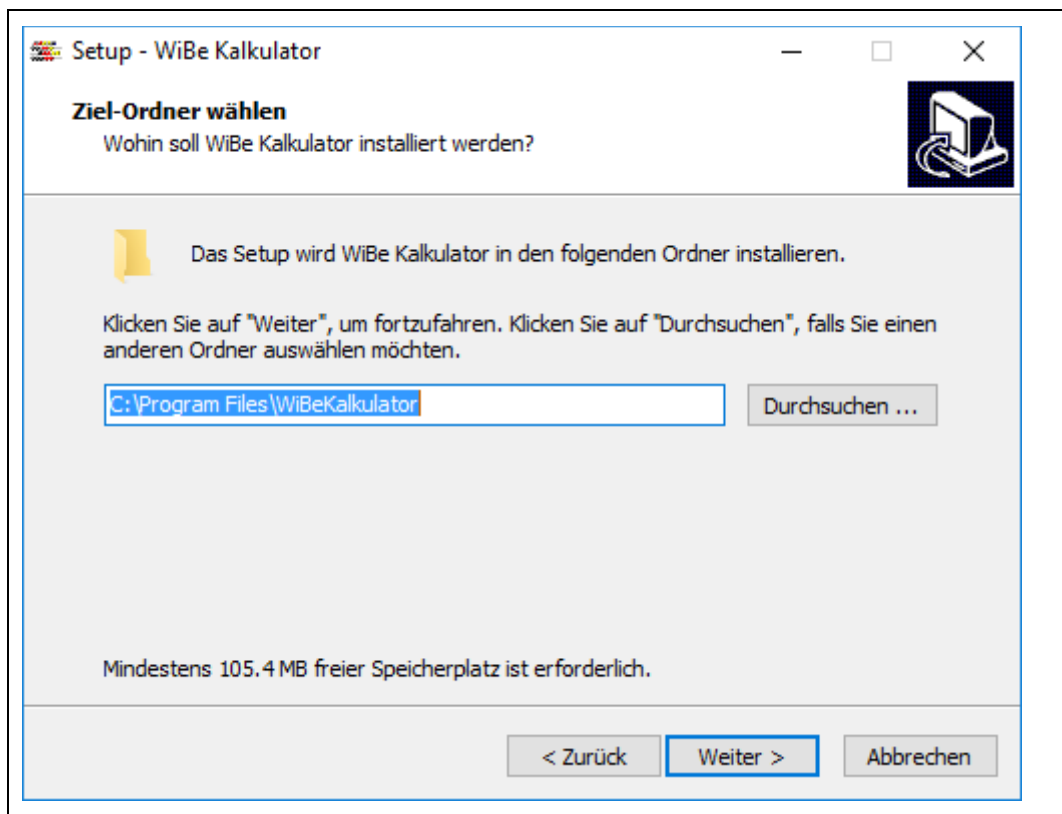 Setup - WiBe Kalkulator
Ziel-Ordner wählen
Wohin soll WiBe Kalkulator installiert werden?
Das Setup wird WiBe Kalkulator in den folgenden Ordner installieren.
Klicken Sie auf "Weiter", um fortzufahren. Klicken Sie auf "Durchsuchen", falls Sie einen
anderen Ordner auswählen möchten.
C:\Program Files\WiBeKalkulator
Durchsuchen ...
Mindestens 105.4 MB freier Speicherplatz ist erforderlich.
< Zurück
Weiter >
Abbrechen